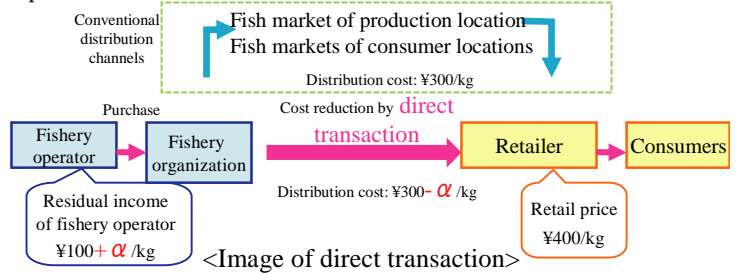 Conventional
distribution
channels
Fish market of production location
Fish markets of consumer locations
Distribution cost: ¥300/kg
Purchase
Cost reduction by direct
transaction
Fishery
operator
Fishery
organization
Retailer
Consumers
Distribution cost: ¥300- α /kg
Residual income
of fishery operator
¥100+ α /kg
Retail price
¥400/kg
<Image of direct transaction>